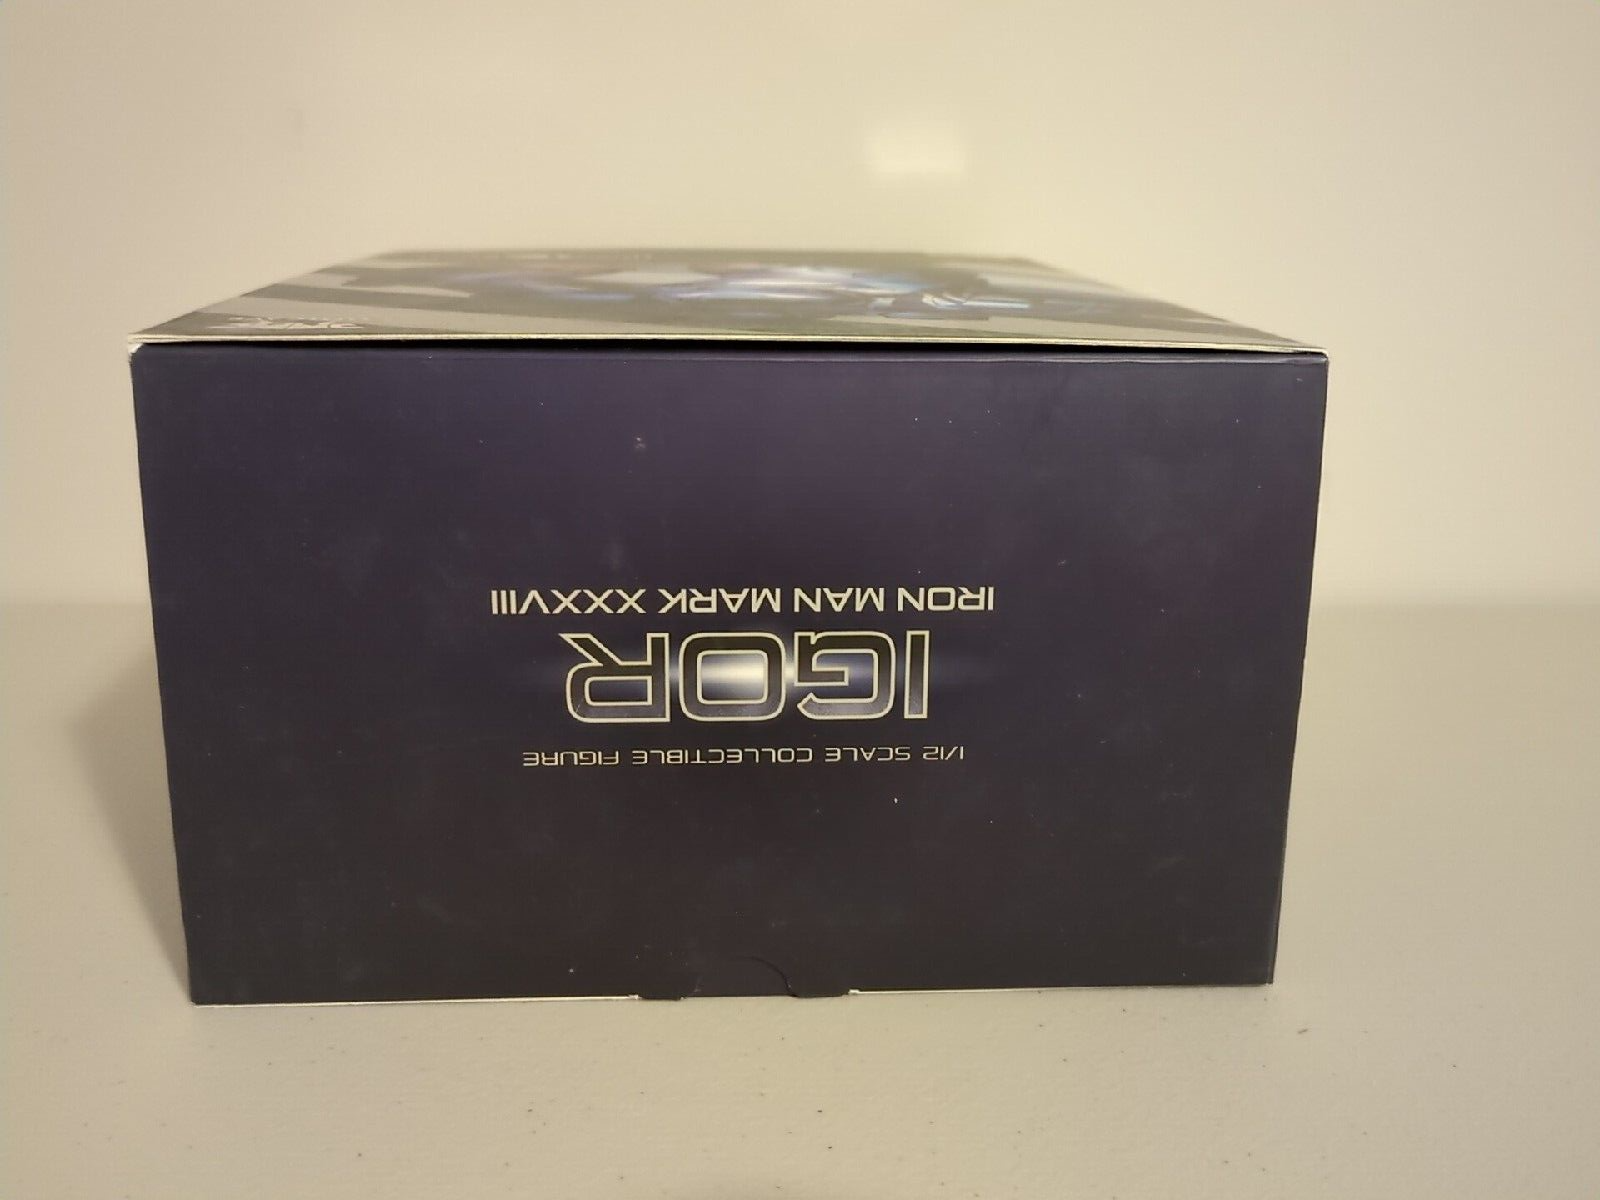 1/12 SCALE COLLECTIBLE FIGURE
IGOR
IRON MAN MARK XXXVIII